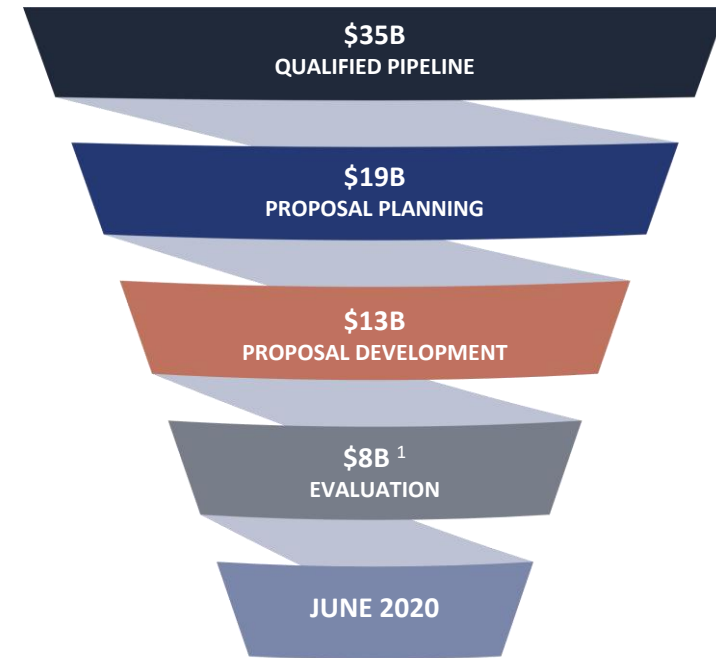 $35B
QUALIFIED PIPELINE
$19B
PROPOSAL PLANNING
$13B
PROPOSAL DEVELOPMENT
$8B 1
EVALUATION
JUNE 2020